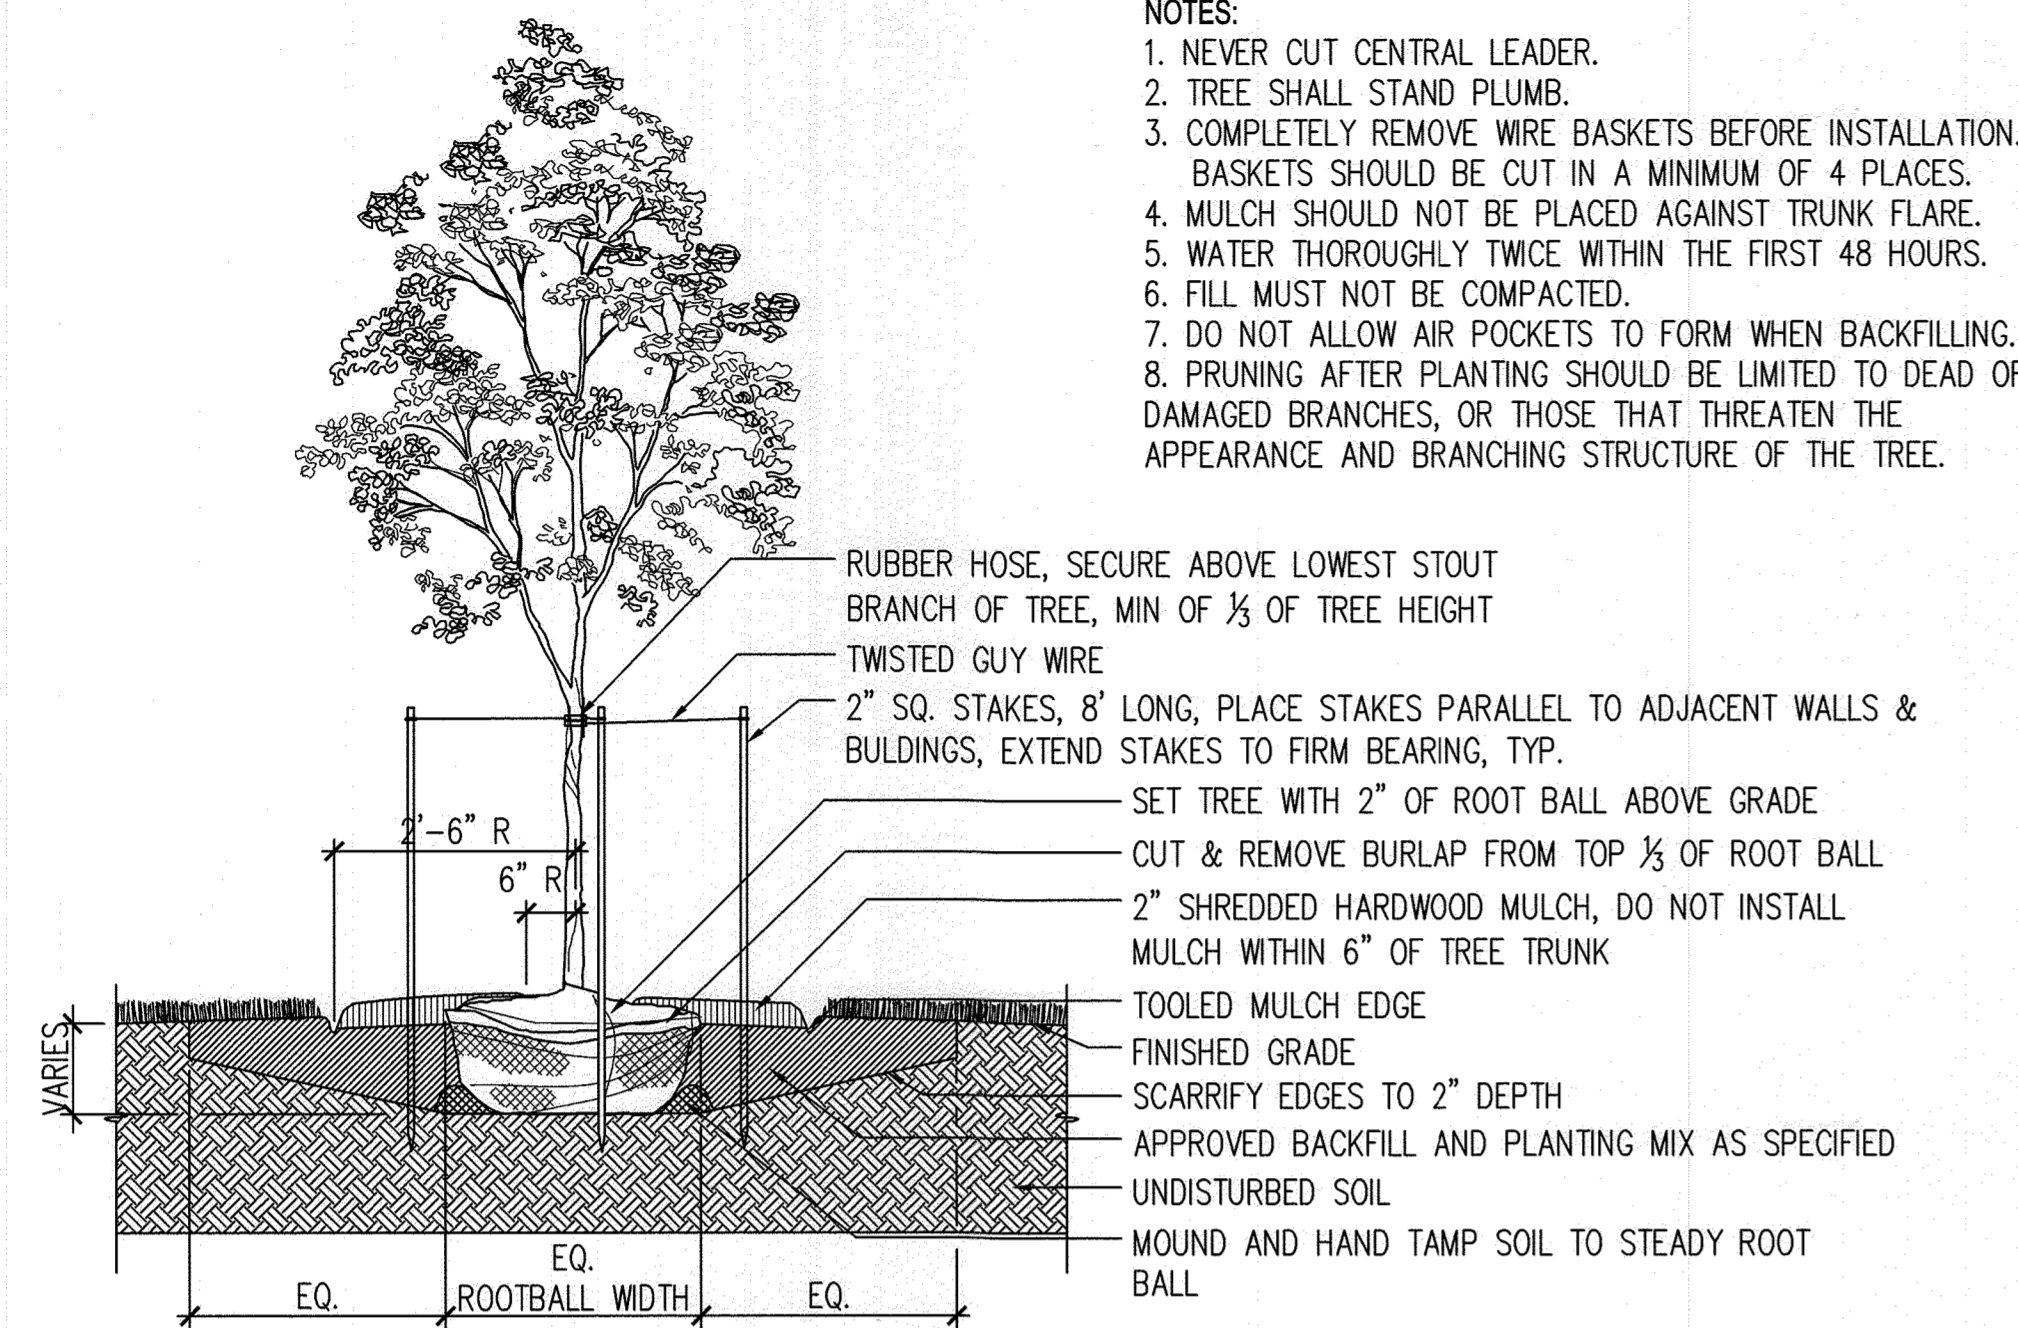 NOTES:
1. NEVER CUT CENTRAL LEADER.
2. TREE SHALL STAND PLUMB.
3. COMPLETELY REMOVE WIRE BASKETS BEFORE INSTALLATION.
BASKETS SHOULD BE CUT IN A MINIMUM OF 4 PLACES.
4. MULCH SHOULD NOT BE PLACED AGAINST TRUNK FLARE.
5. WATER THOROUGHLY TWICE WITHIN THE FIRST 48 HOURS.
6. FILL MUST NOT BE COMPACTED.
7. DO NOT ALLOW AIR POCKETS TO FORM WHEN BACKFILLING.
8. PRUNING AFTER PLANTING SHOULD BE LIMITED TO DEAD OR
DAMAGED BRANCHES, OR THOSE THAT THREATEN THE
APPEARANCE AND BRANCHING STRUCTURE OF THE TREE.
RUBBER HOSE, SECURE ABOVE LOWEST STOUT
BRANCH OF TREE, MIN OF ⅓ OF TREE HEIGHT
TWISTED GUY WIRE
2" SQ. STAKES, 8' LONG, PLACE STAKES PARALLEL TO ADJACENT WALLS &
BULDINGS, EXTEND STAKES TO FIRM BEARING, TYP.
SET TREE WITH 2" OF ROOT BALL ABOVE GRADE
2'-6" R
CUT & REMOVE BURLAP FROM TOP ⅓ OF ROOT BALL
6" R
2" SHREDDED HARDWOOD MULCH, DO NOT INSTALL
MULCH WITHIN 6" OF TREE TRUNK
TOOLED MULCH EDGE
FINISHED GRADE
VARIES
SCARRIFY EDGES TO 2" DEPTH
APPROVED BACKFILL AND PLANTING MIX AS SPECIFIED
UNDISTURBED SOIL
MOUND AND HAND TAMP SOIL TO STEADY ROOT
BALL
EQ.
EQ.
ROOTBALL WIDTH
EQ.